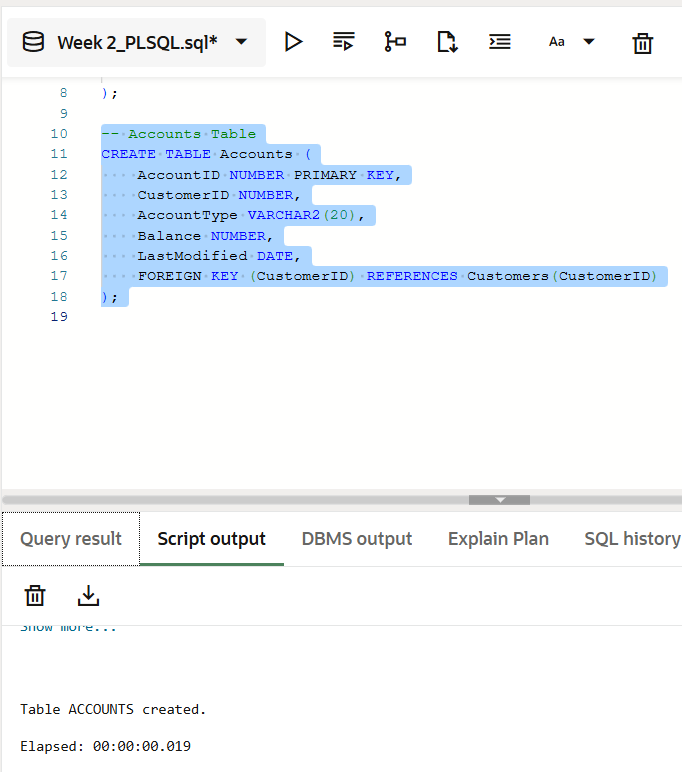 Week 2_PLSQL.sql*
Aa
8 );
9
10 -- Accounts Table
11 CREATE TABLE Accounts (
12     AccountID NUMBER PRIMARY KEY,
13     CustomerID NUMBER,
14     AccountType VARCHAR2(20),
15     Balance NUMBER,
16     LastModified DATE,
17     FOREIGN KEY (CustomerID) REFERENCES Customers(CustomerID)
18 );
19
Query result Script output DBMS output Explain Plan SQL history
Show more...
Table ACCOUNTS created.
Elapsed: 00:00:00.019